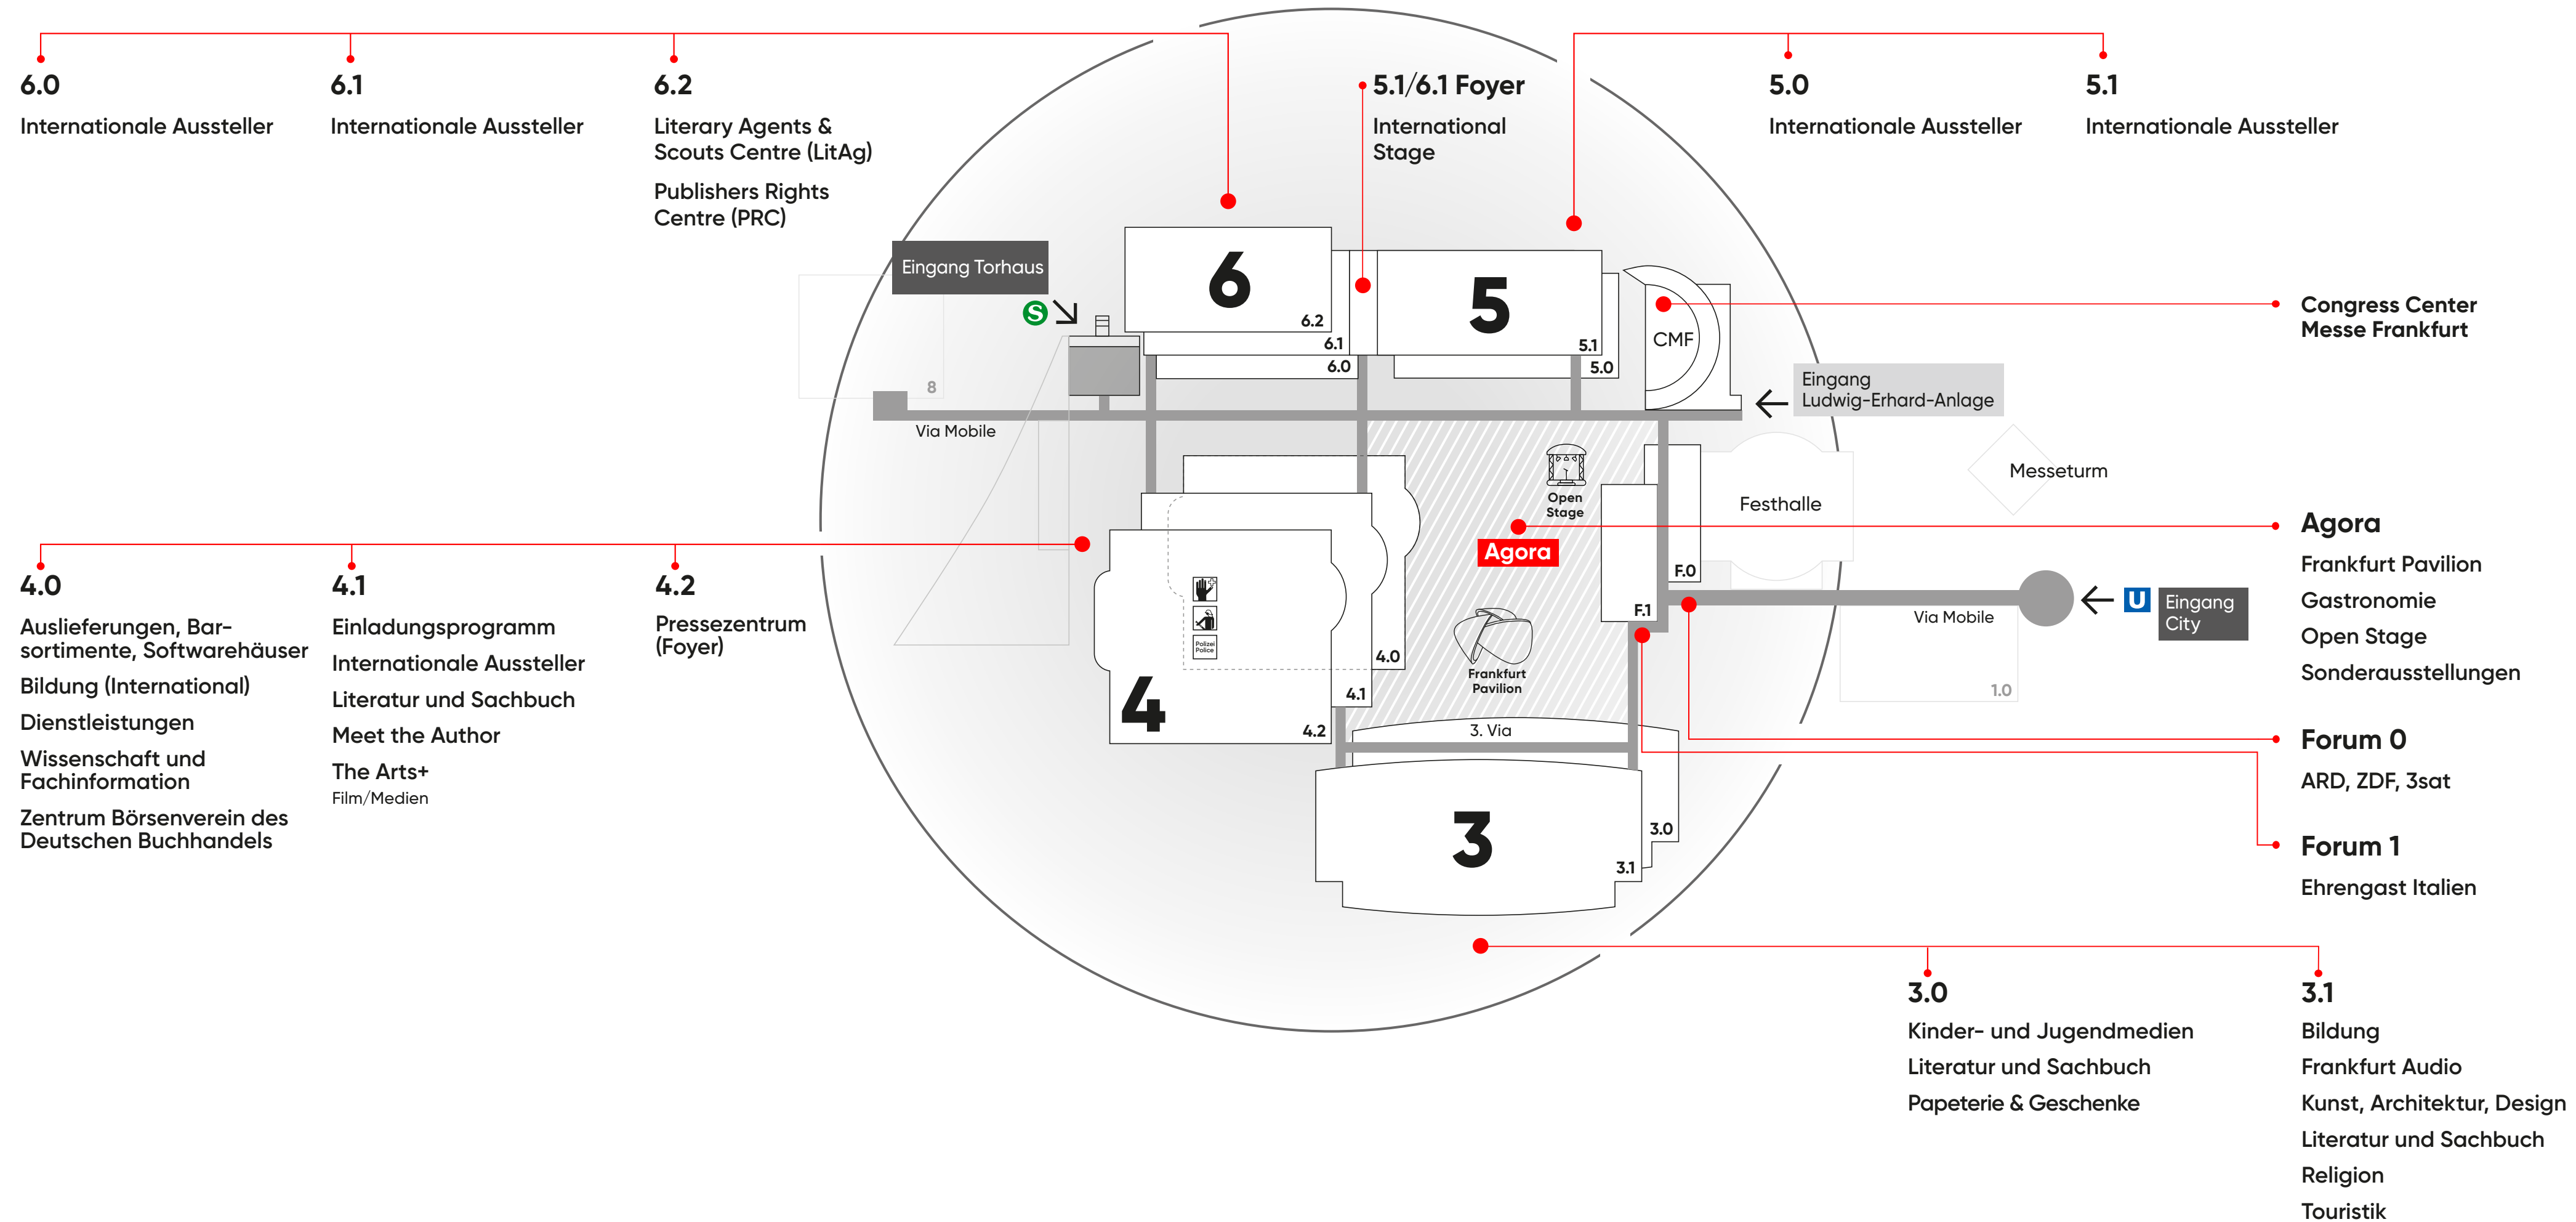 6.0
Internationale Aussteller
6.1
Internationale Aussteller
6.2
Literary Agents &
Scouts Centre (LitAg)
Publishers Rights
Centre (PRC)
5.1/6.1 Foyer
International
Stage
5.0
Internationale Aussteller
5.1
Internationale Aussteller
Eingang Torhaus
S
6
6.2
6.1
6.0
5
5.1
5.0
CMF
Congress Center
Messe Frankfurt
Eingang
Ludwig-Erhard-Anlage
8
Via Mobile
Open
Stage
Agora
Frankfurt
Pavilion
F.0
F.1
Festhalle
Messeturm
Via Mobile
U
Eingang
City
1.0
4
Polizei
Police
4.0
4.1
4.2
3. Via
3
3.0
3.1
4.0
Auslieferungen, Bar-
sortimente, Softwarehäuser
Bildung (International)
Dienstleistungen
Wissenschaft und
Fachinformation
Zentrum Börsenverein des
Deutschen Buchhandels
4.1
Einladungsprogramm
Internationale Aussteller
Literatur und Sachbuch
Meet the Author
The Arts+
Film/Medien
4.2
Pressezentrum
(Foyer)
Agora
Frankfurt Pavilion
Gastronomie
Open Stage
Sonderausstellungen
Forum 0
ARD, ZDF, 3sat
Forum 1
Ehrengast Italien
3.0
Kinder- und Jugendmedien
Literatur und Sachbuch
Papeterie & Geschenke
3.1
Bildung
Frankfurt Audio
Kunst, Architektur, Design
Literatur und Sachbuch
Religion
Touristik